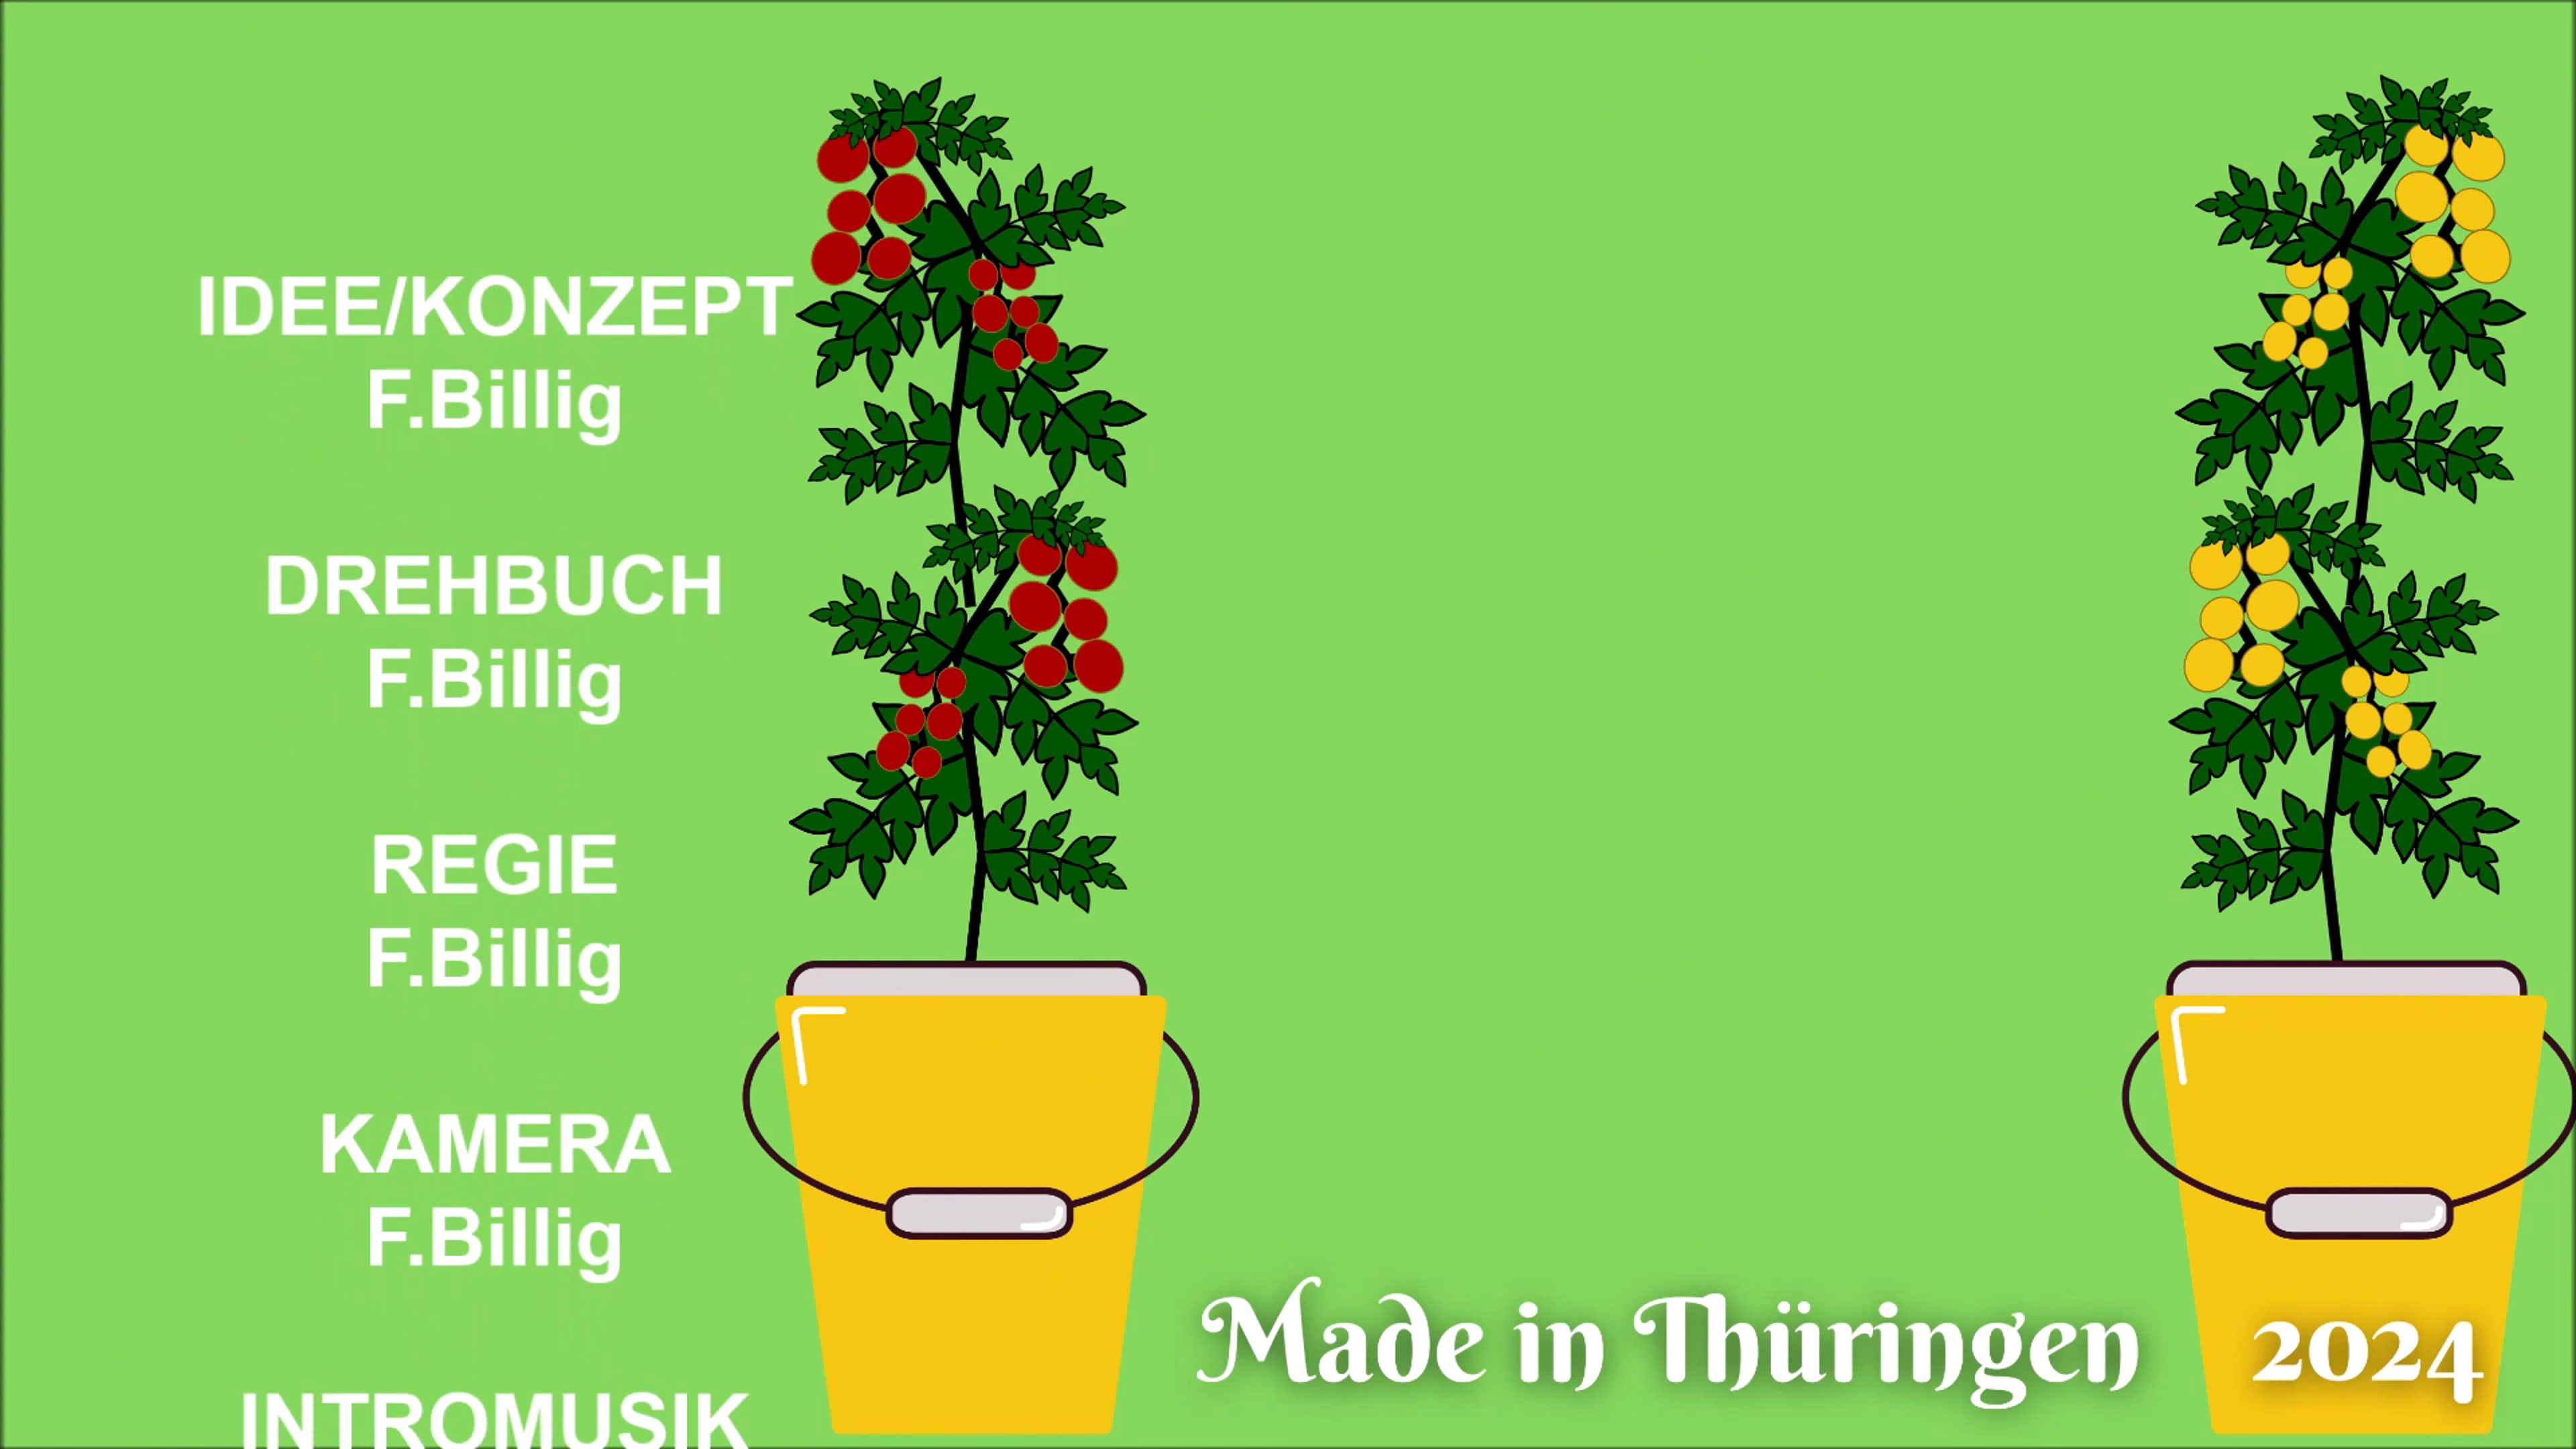 IDEE/KONZEPT
F.Billig
DREHBUCH
F.Billig
REGIE
F.Billig
KAMERA
F.Billig
INTROMUSIK
Made in Thüringen 2024